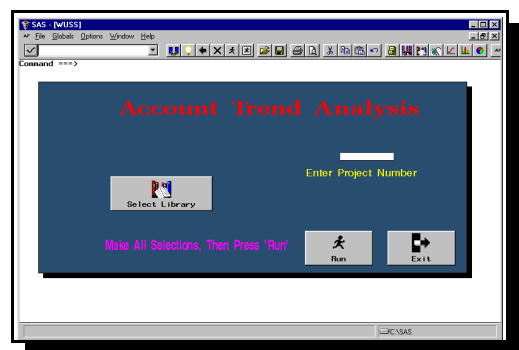 SAS - [WUSS]
AF File Globals Options Window Help
Command ===>
Account Trend Analysis
Enter Project Number
Select Library
Make All Selections, Then Press 'Run'
Run
Exit
C:\SAS